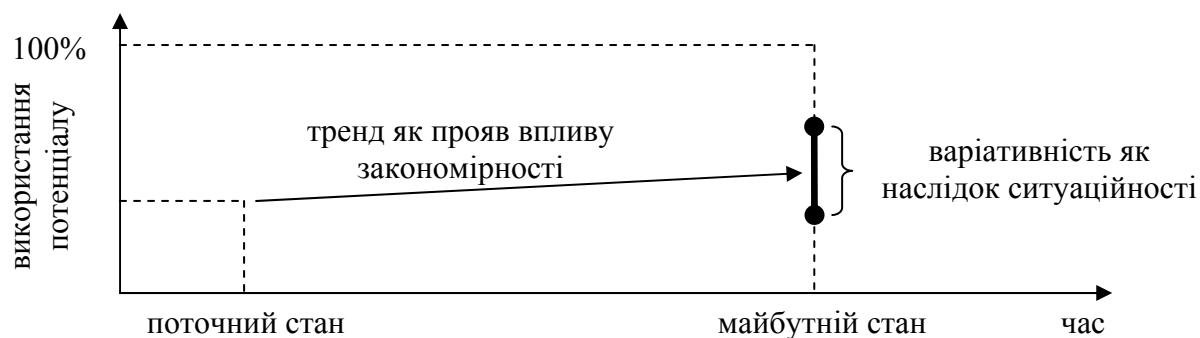 100%
використання
потенціалу
тренд як прояв впливу
закономірності
варіативність як
наслідок ситуаційності
поточний стан
майбутній стан
час